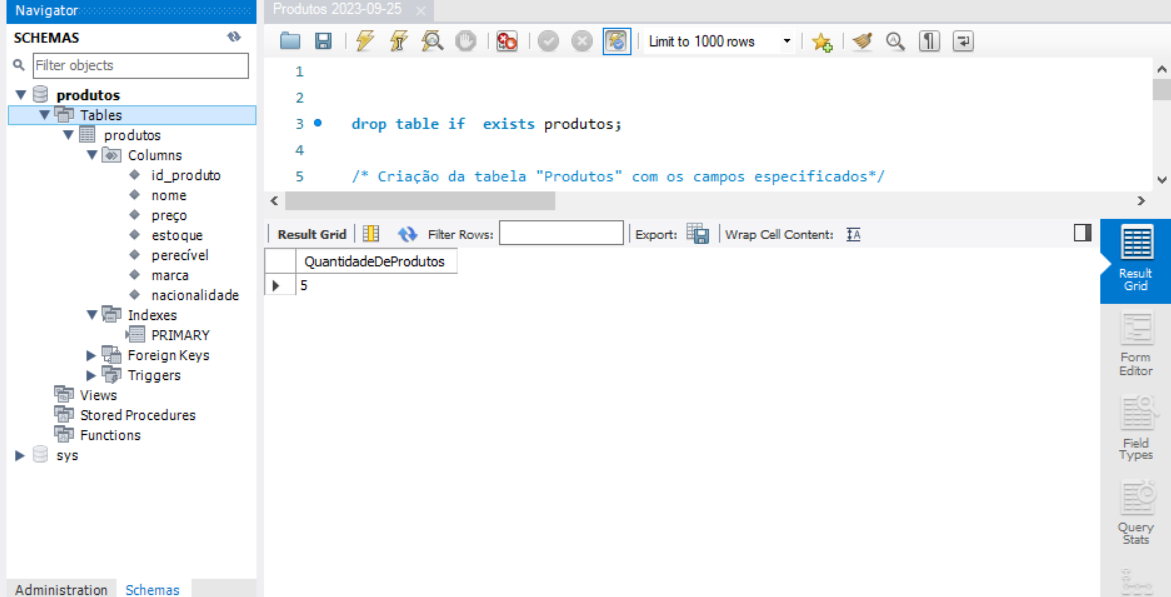 Navigator
SCHEMAS
Filter objects
produtos
Tables
produtos
Columns
id_produto
nome
preço
estoque
perecível
marca
nacionalidade
Indexes
PRIMARY
Foreign Keys
Triggers
Views
Stored Procedures
Functions
sys
Administration Schemas
Produtos 2023-09-25 ×
Limit to 1000 rows
1
2
3 drop table if  exists produtos;
4
5 /* Criação da tabela "Produtos" com os campos especificados*/
Result Grid Filter Rows: Export: Wrap Cell Content: IA
QuantidadeDeProdutos
5
Result
Grid
Form
Editor
Field
Types
Query
Stats